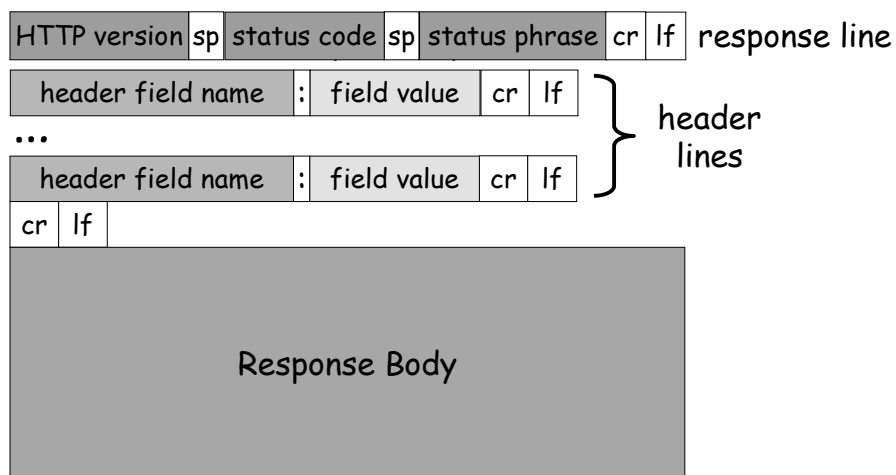 HTTP version sp status code sp status phrase cr lf response line
header field name : field value cr lf
...
header lines
header field name : field value cr lf
cr lf
Response Body